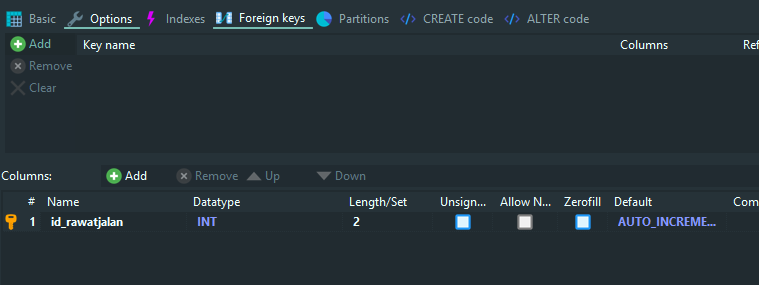 Basic Options Indexes Foreign keys Partitions CREATE code ALTER code
Add Key name Columns Ref
Remove
Clear
Columns: Add Remove Up Down
# Name Datatype Length/Set Unsign... Allow N... Zerofill Default Com
1 id_rawatjalan INT 2 AUTO_INCREME...